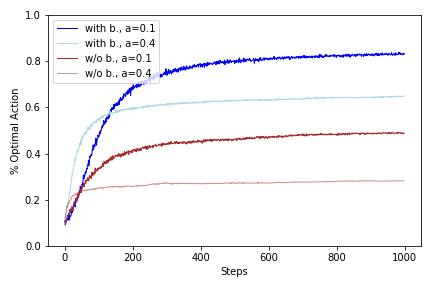 1.0
0.8
0.6
0.4
0.2
0.0
% Optimal Action
with b., a=0.1
with b., a=0.4
w/o b., a=0.1
w/o b., a=0.4
0
200
400
600
800
1000
Steps